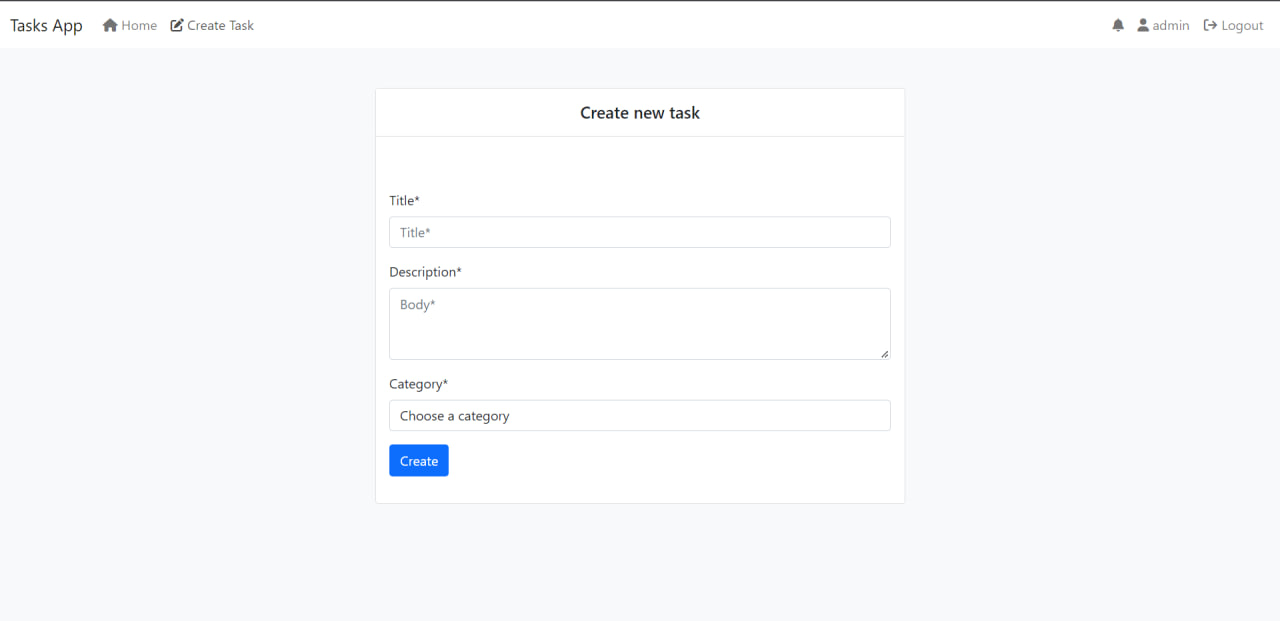 Tasks App Home Create Task admin Logout
Create new task
Title*
Title*
Description*
Body*
Category*
Choose a category
Create